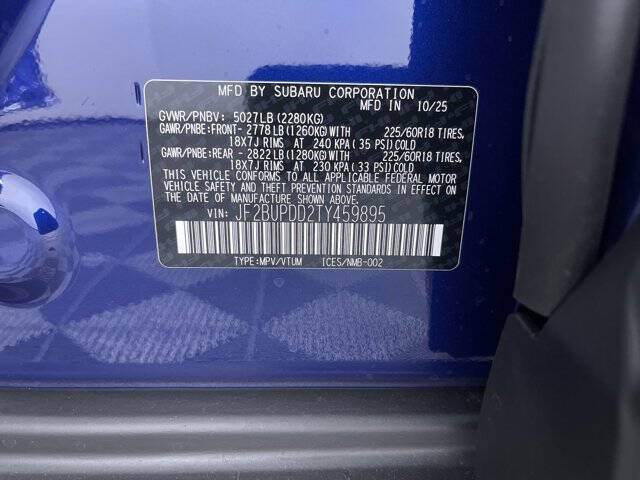 MFD BY SUBARU CORPORATION
MFD IN 10/25
GVWR/PNBV: 5027LB (2280KG)
GAWR/PNBE:FRONT- 2778 LB (1260KG) WITH 225/60R18 TIRES,
18X7J RIMS AT 240 KPA (35 PSI) COLD
GAWR/PNBE:REAR - 2822 LB (1280KG) WITH 225/60R18 TIRES,
18X7J RIMS AT 230 KPA (33 PSI) COLD
THIS VEHICLE CONFORMS TO ALL APPLICABLE FEDERAL MOTOR
VEHICLE SAFETY AND THEFT PREVENTION STANDARDS IN EFFECT
ON THE DATE OF MANUFACTURE SHOWN ABOVE.
VIN: JF2BUPDD2TY459895
TYPE:MPV/VTUM ICES/NMB-002